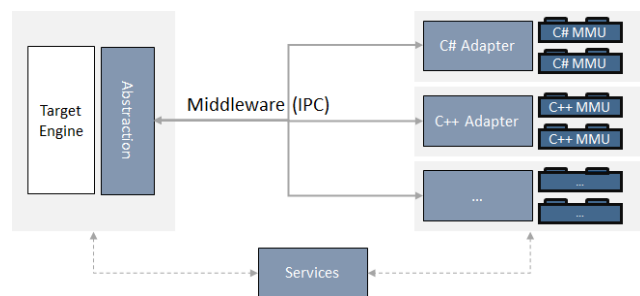 Target
Engine
Abstraction
Middleware (IPC)
C# Adapter
C# MMU
C# MMU
C++ Adapter
C++ MMU
C++ MMU
...
...
...
Services